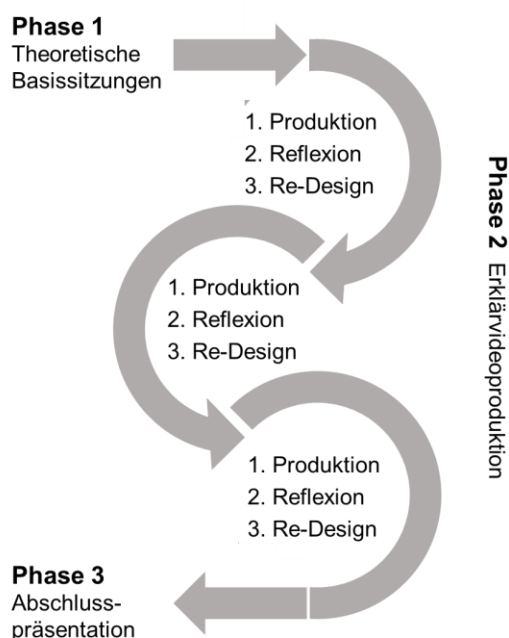 Phase 1
Theoretische
Basissitzungen
1. Produktion
2. Reflexion
3. Re-Design
Phase 2 Erklärvideoproduktion
1. Produktion
2. Reflexion
3. Re-Design
1. Produktion
2. Reflexion
3. Re-Design
Phase 3
Abschluss-
präsentation